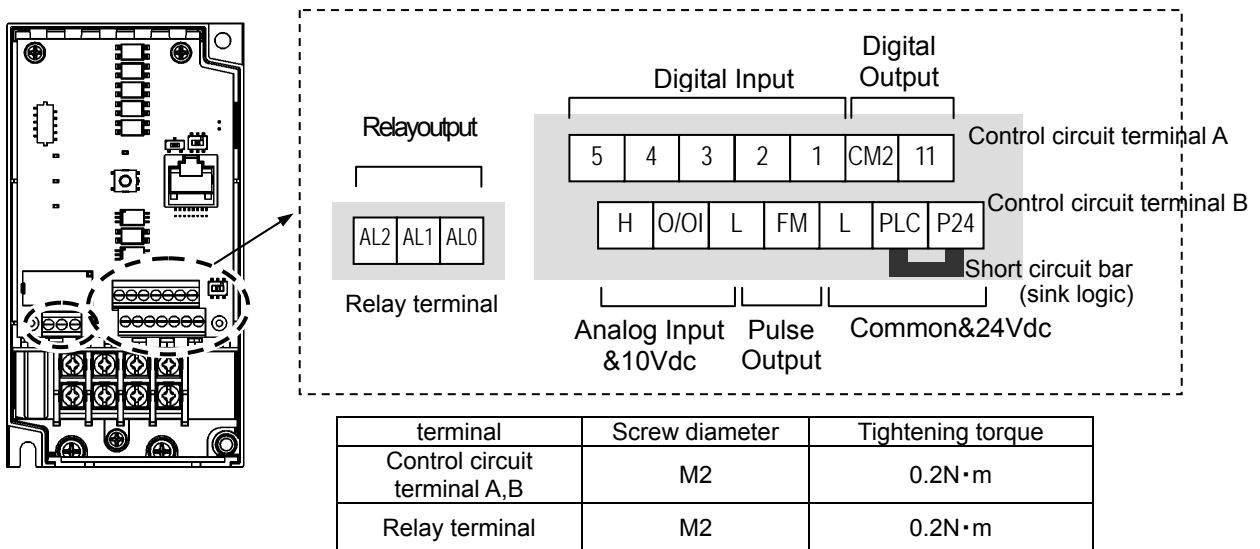 Digital
Output
Digital Input
Relayoutput
5 4 3 2 1 CM2 11
Control circuit terminal A
H O/OI L FM L PLC P24
Control circuit terminal B
AL2 AL1 AL0
Short circuit bar
(sink logic)
Relay terminal
Analog Input
&10Vdc
Pulse
Output
Common&24Vdc
terminal Screw diameter Tightening torque
Control circuit
terminal A,B M2 0.2N･m
Relay terminal M2 0.2N･m